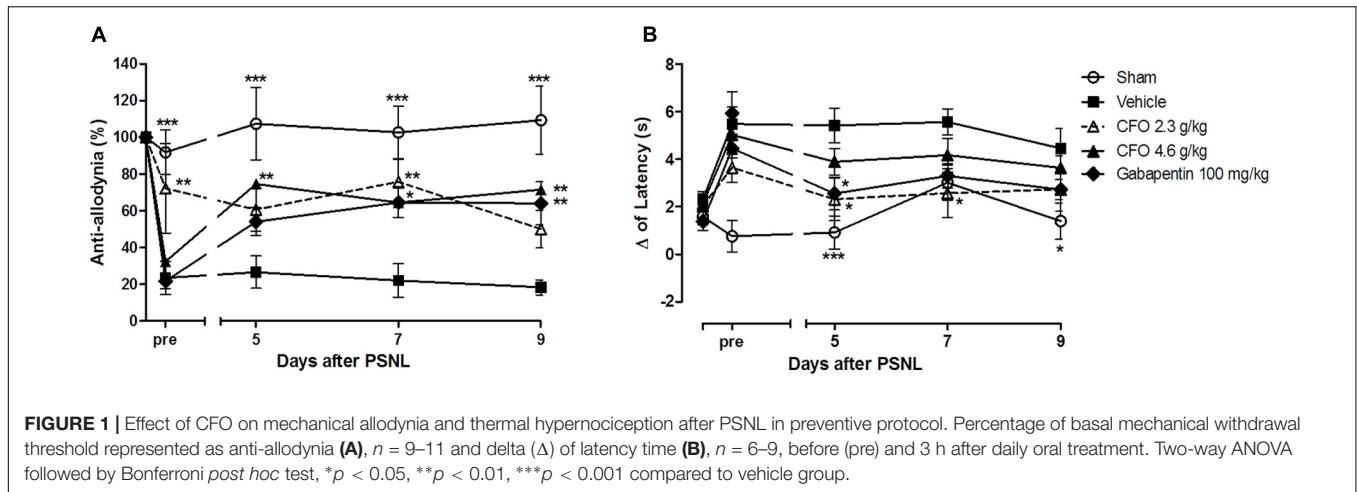 A
B
140
120
100
80
60
40
20
0
Anti-allodynia (%)
***
***
***
***
**
**
**
*
**
**
pre
5
7
9
Days after PSNL
8
6
4
2
0
-2
Δ of Latency (s)
*
*
***
*
*
pre
5
7
9
Days after PSNL
Sham
Vehicle
CFO 2.3 g/kg
CFO 4.6 g/kg
Gabapentin 100 mg/kg
FIGURE 1 | Effect of CFO on mechanical allodynia and thermal hypernociception after PSNL in preventive protocol. Percentage of basal mechanical withdrawal
threshold represented as anti-allodynia (A), n = 9–11 and delta (Δ) of latency time (B), n = 6–9, before (pre) and 3 h after daily oral treatment. Two-way ANOVA
followed by Bonferroni post hoc test, *p < 0.05, **p < 0.01, ***p < 0.001 compared to vehicle group.